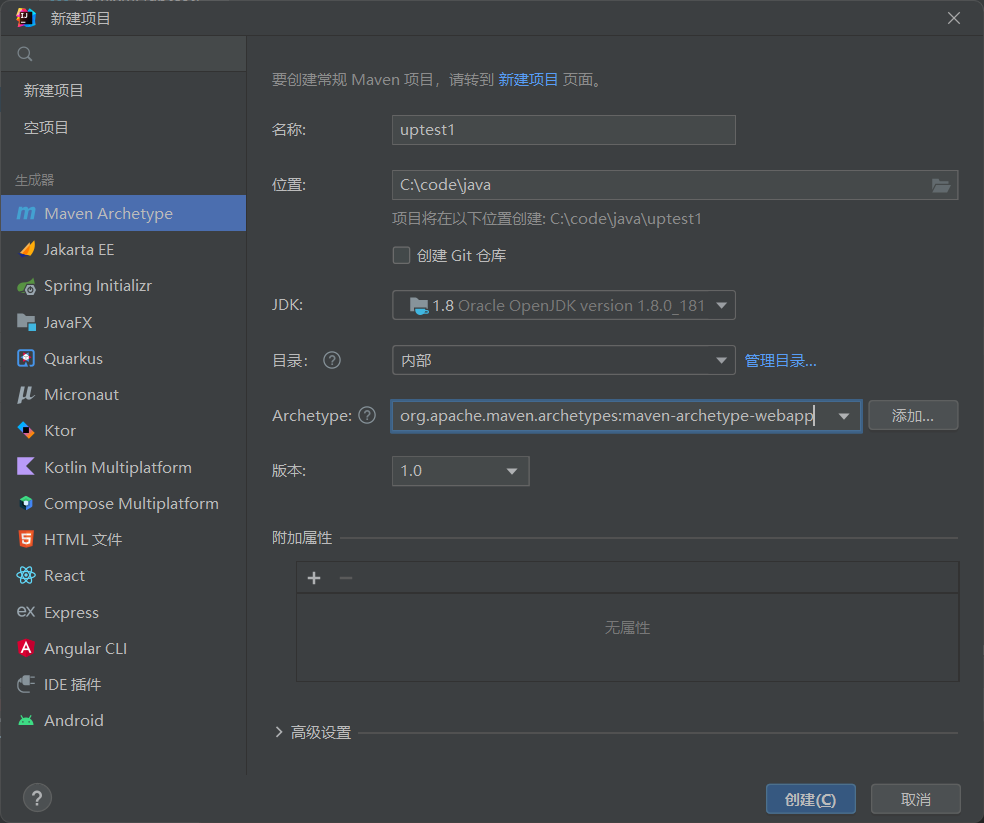 新建项目
新建项目
空项目
生成器
Maven Archetype
Jakarta EE
Spring Initializr
JavaFX
Quarkus
Micronaut
Ktor
Kotlin Multiplatform
Compose Multiplatform
HTML 文件
React
Express
Angular CLI
IDE 插件
Android
要创建常规 Maven 项目，请转到 新建项目 页面。
名称: uptest1
位置: C:\code\java
项目将在以下位置创建: C:\code\java\uptest1
创建 Git 仓库
JDK: 1.8 Oracle OpenJDK version 1.8.0_181
目录: ? 内部 管理目录...
Archetype: ? org.apache.maven.archetypes:maven-archetype-webapp 添加...
版本: 1.0
附加属性
无属性
高级设置
? 创建(C) 取消